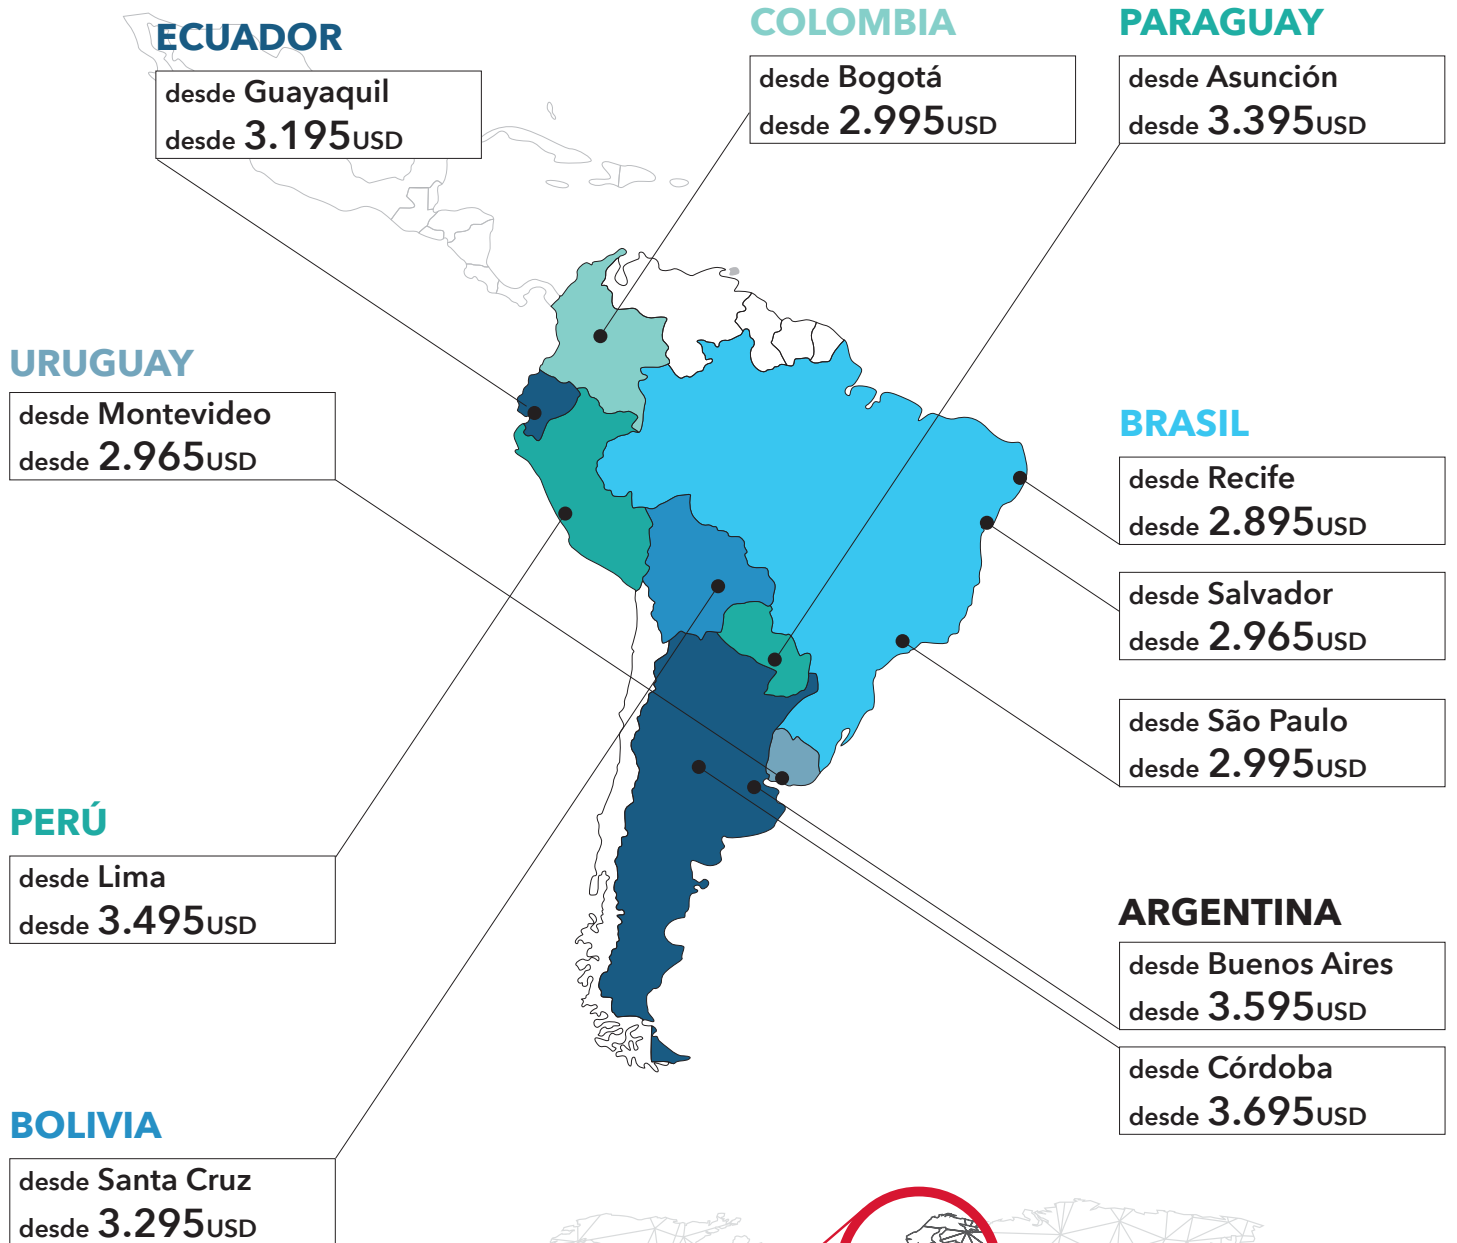 ECUADOR
desde Guayaquil
desde 3.195USD
COLOMBIA
desde Bogotá
desde 2.995USD
PARAGUAY
desde Asunción
desde 3.395USD
URUGUAY
desde Montevideo
desde 2.965USD
BRASIL
desde Recife
desde 2.895USD
desde Salvador
desde 2.965USD
desde São Paulo
desde 2.995USD
PERÚ
desde Lima
desde 3.495USD
ARGENTINA
desde Buenos Aires
desde 3.595USD
desde Córdoba
desde 3.695USD
BOLIVIA
desde Santa Cruz
desde 3.295USD